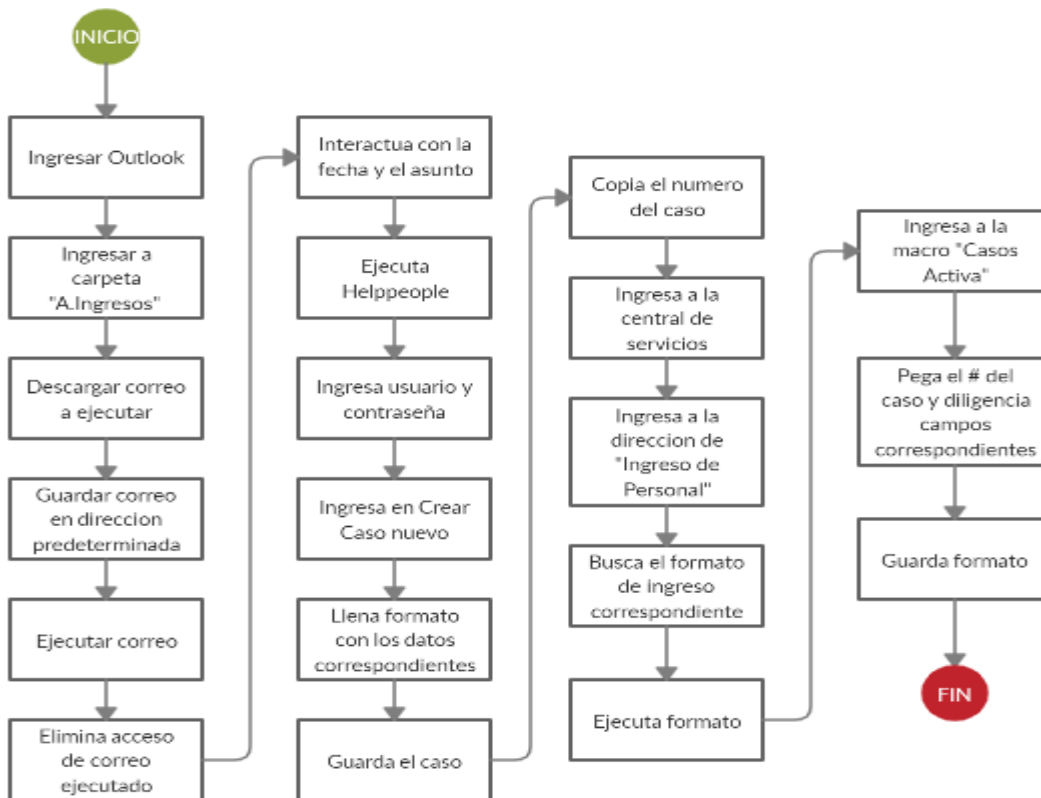 INICIO
Ingresar Outlook
Ingresar a
carpeta
"A.Ingresos"
Descargar correo
a ejecutar
Guardar correo
en direccion
predeterminada
Ejecutar correo
Elimina acceso
de correo
ejecutado
Interactua con la
fecha y el asunto
Ejecuta
Helppeople
Ingresa usuario y
contraseña
Ingresa en Crear
Caso nuevo
Llena formato
con los datos
correspondientes
Guarda el caso
Copia el numero
del caso
Ingresa a la
central de
servicios
Ingresa a la
direccion de
"Ingreso de
Personal"
Busca el formato
de ingreso
correspondiente
Ejecuta formato
Ingresa a la
macro "Casos
Activa"
Pega el # del
caso y diligencia
campos
correspondientes
Guarda formato
FIN